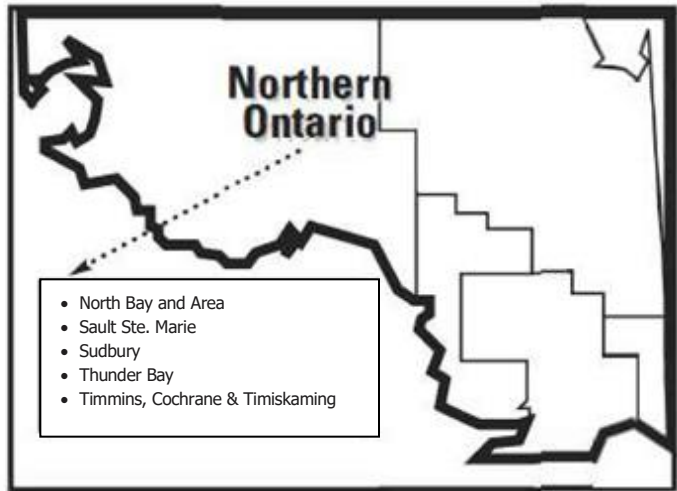 Northern
Ontario
• North Bay and Area
• Sault Ste. Marie
• Sudbury
• Thunder Bay
• Timmins, Cochrane & Timiskaming